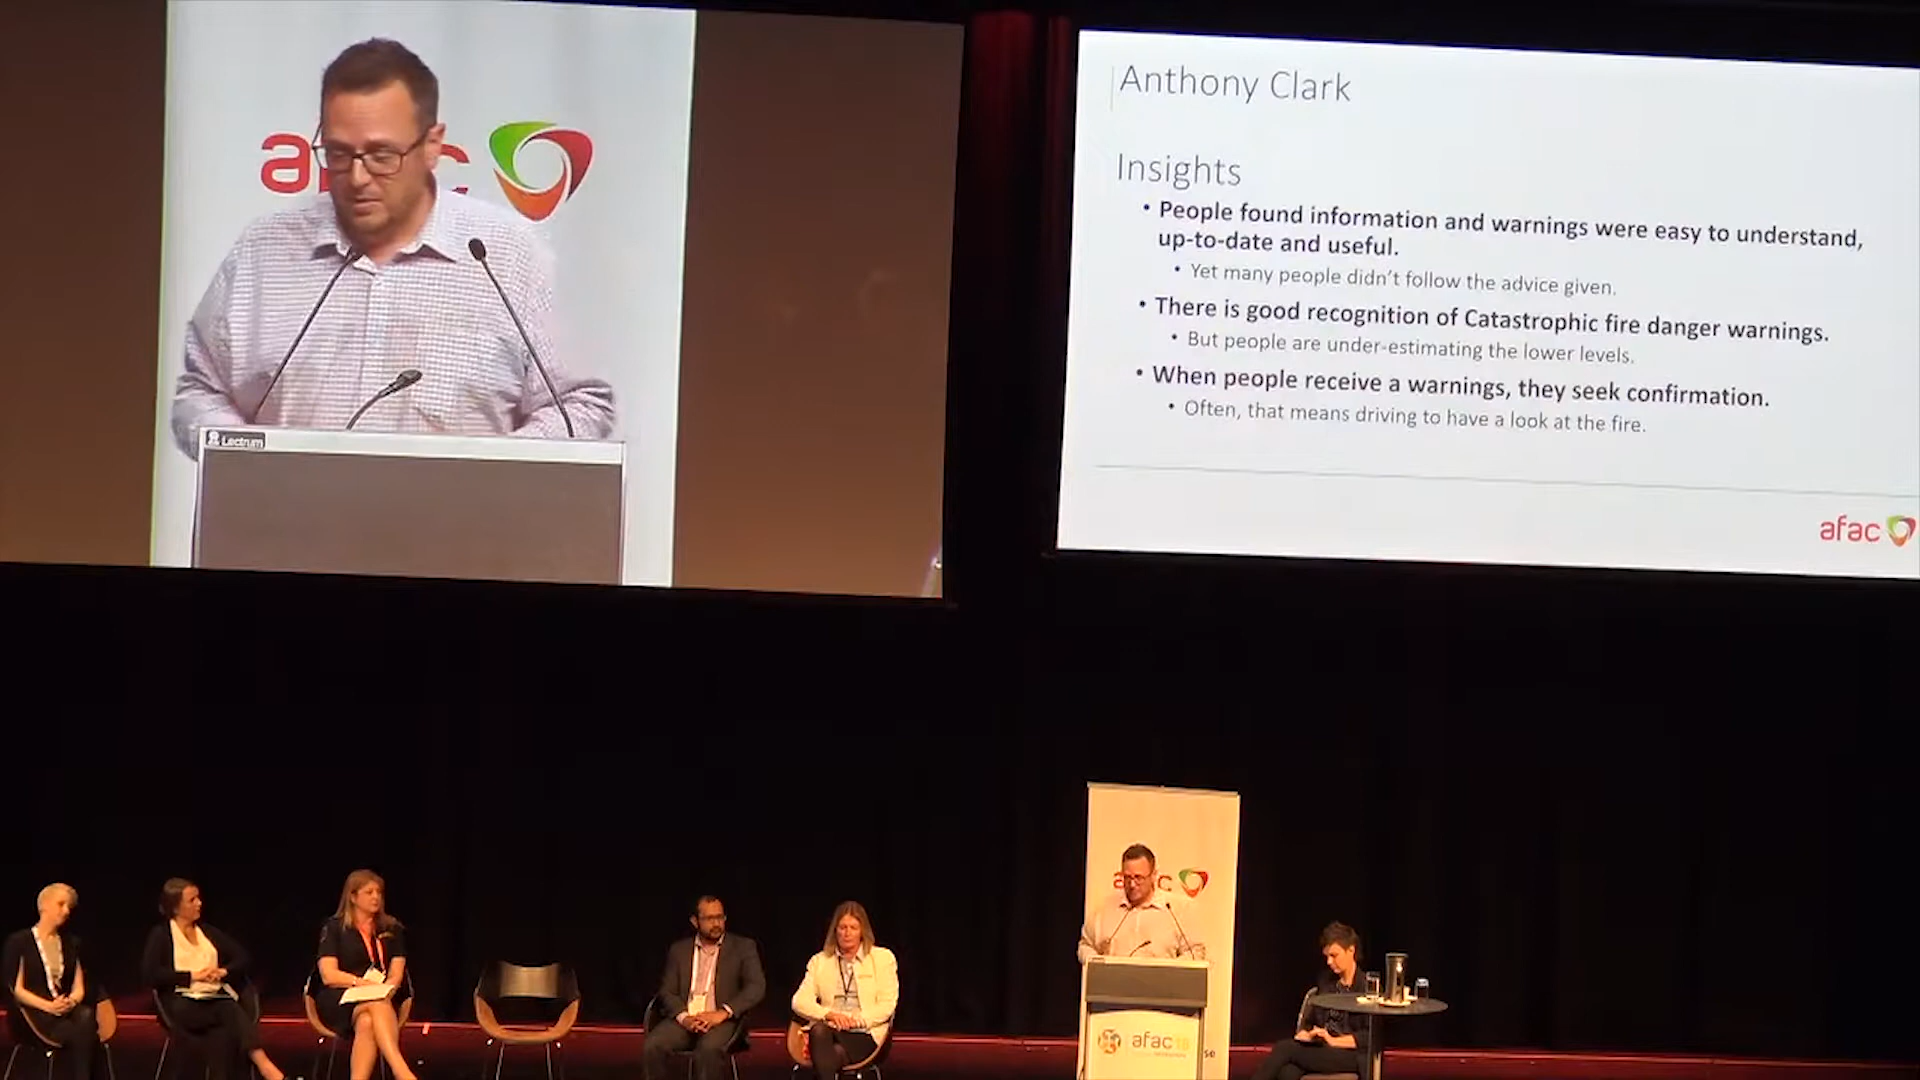 afac
Lectrum
Anthony Clark
Insights
• People found information and warnings were easy to understand,
up-to-date and useful.
• Yet many people didn't follow the advice given.
• There is good recognition of Catastrophic fire danger warnings.
• But people are under-estimating the lower levels.
• When people receive a warnings, they seek confirmation.
• Often, that means driving to have a look at the fire.
afac
afac
se